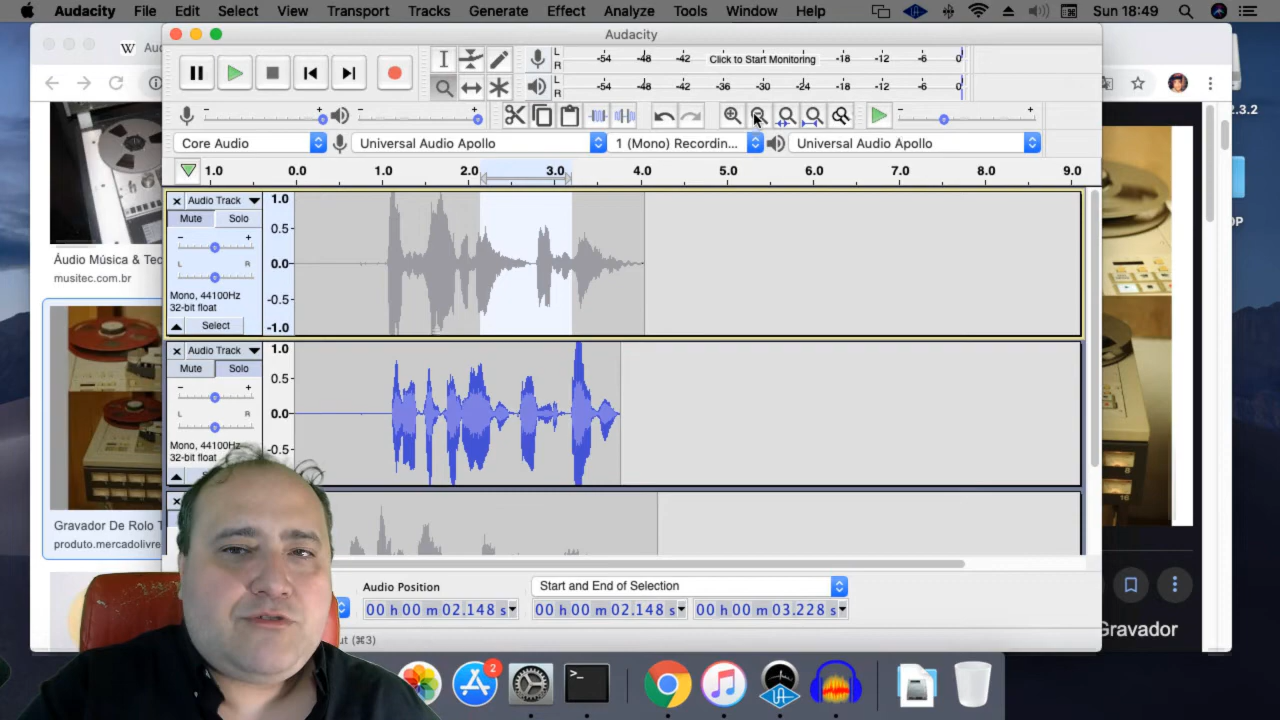 Audacity File Edit Select View Transport Tracks Generate Effect Analyze Tools Window Help Sun 18:49
Audacity
W
L
R
-54 -48 -42 Click to Start Monitoring -18 -12 -6 0
L
R
-54 -48 -42 -36 -30 -24 -18 -12 -6 0
.3.2
- + - + - +
Core Audio Universal Audio Apollo 1 (Mono) Recordin... Universal Audio Apollo
1.0 0.0 1.0 2.0 3.0 4.0 5.0 6.0 7.0 8.0 9.0
× Audio Track
Mute Solo
- +
L R
Mono, 44100Hz
32-bit float
Select
1.0
0.5
0.0
-0.5
-1.0
OP
Áudio Música & Tec
musitec.com.br
× Audio Track
Mute Solo
- +
L R
Mono, 44100Hz
32-bit float
1.0
0.5
0.0
-0.5
×
Gravador De Rolo T
produto.mercadolivre
Audio Position
Start and End of Selection
00 h 00 m 02.148 s 00 h 00 m 02.148 s 00 h 00 m 03.228 s
ut (⌘3)
Gravador
2
>_
UA